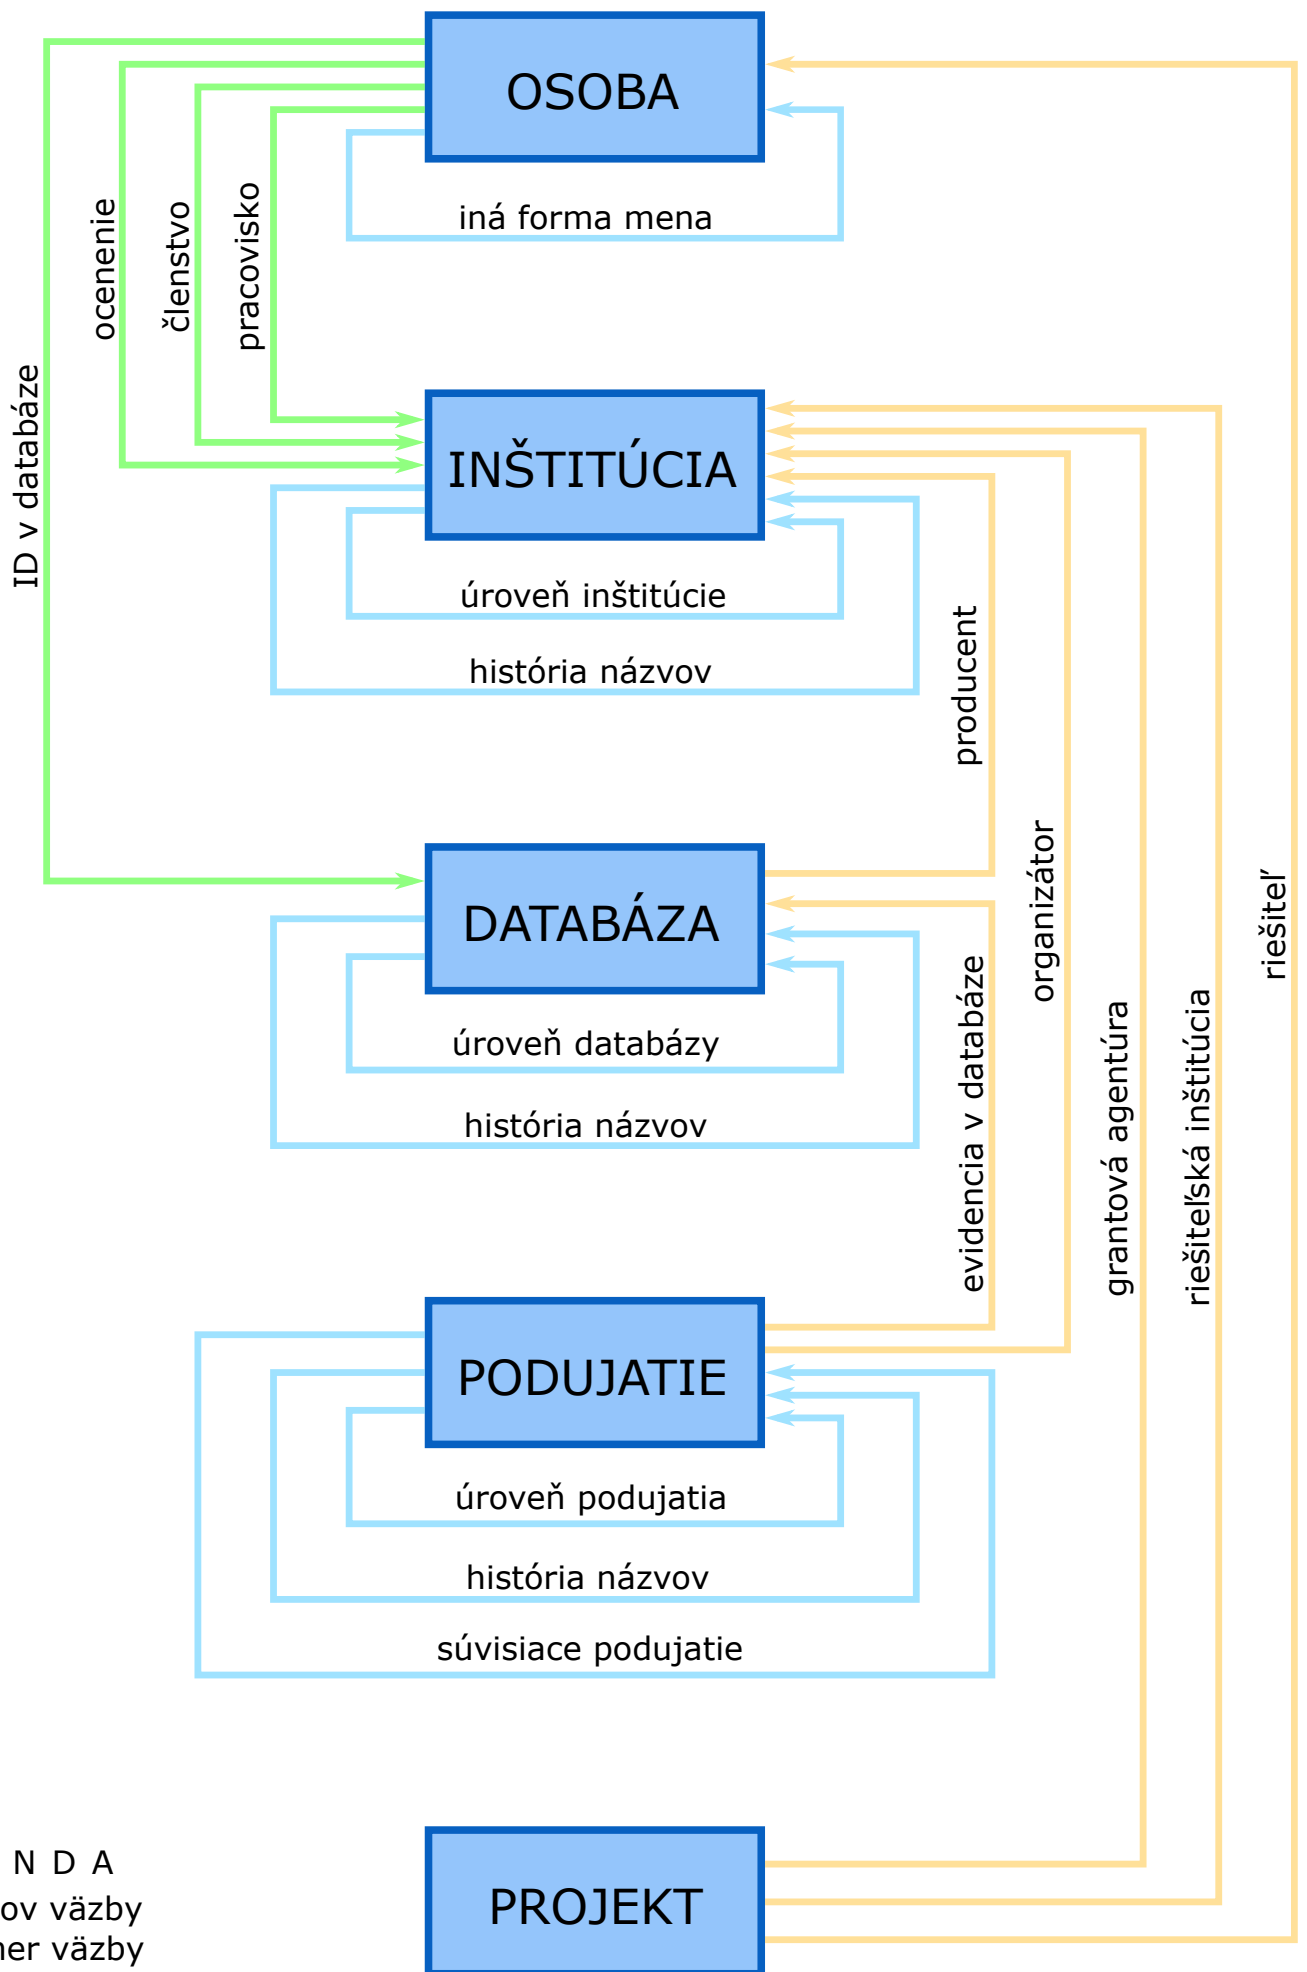 OSOBA
iná forma mena
ocenenie
členstvo
pracovisko
ID v databáze
INŠTITÚCIA
úroveň inštitúcie
história názvov
producent
organizátor
riešiteľ
DATABÁZA
úroveň databázy
história názvov
evidencia v databáze
grantová agentúra
riešiteľská inštitúcia
PODUJATIE
úroveň podujatia
história názvov
súvisiace podujatie
N D A
ov väzby
ner väzby
PROJEKT